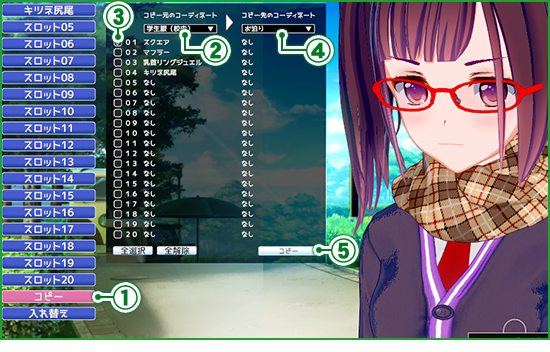 キツネ尻尾
スロット05
スロット06
スロット07
スロット08
スロット09
スロット10
スロット11
スロット12
スロット13
スロット14
スロット15
スロット16
スロット17
スロット18
スロット19
スロット20
コピー
入れ替え
①
コピー元のコーディネート
コピー先のコーディネート
③
学生服（校内）▼
②
お泊り ▼
④
01 スクエア なし
02 マフラー なし
03 乳首リングジュエル なし
04 キツネ尻尾 なし
05 なし なし
06 なし なし
07 なし なし
08 なし なし
09 なし なし
10 なし なし
11 なし なし
12 なし なし
13 なし なし
14 なし なし
15 なし なし
16 なし なし
17 なし なし
18 なし なし
19 なし なし
20 なし なし
全選択
全解除
コピー
⑤